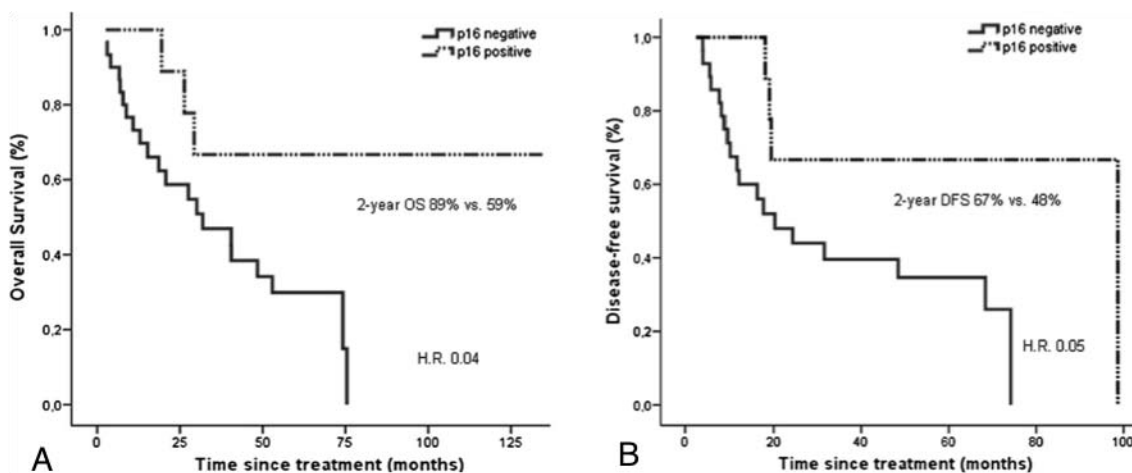 p16 negative
p16 positive
Overall Survival (%)
1,0
0,8
0,6
0,4
0,2
0,0
2-year OS 89% vs. 59%
H.R. 0.04
0 25 50 75 100 125
Time since treatment (months)
A
p16 negative
p16 positive
Disease-free survival (%)
1,0
0,8
0,6
0,4
0,2
0,0
2-year DFS 67% vs. 48%
H.R. 0.05
0 20 40 60 80 100
Time since treatment (months)
B